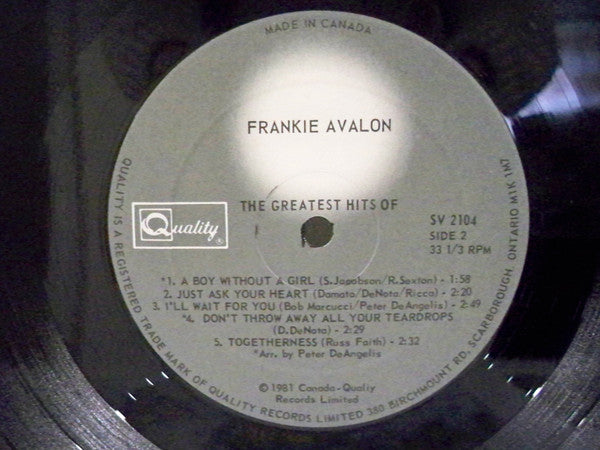 MADE IN CANADA
FRANKIE AVALON
THE GREATEST HITS OF
Quality®
SV 2104
SIDE 2
33 1/3 RPM
*1. A BOY WITHOUT A GIRL (S.Jacobson/R.Sexton) - 1:58
2. JUST ASK YOUR HEART (Damato/DeNota/Ricca) - 2:20
3. I"LL WAIT FOR YOU (Bob Marcucci/Peter DeAngelis) - 2:49
*4. DON'T THROW AWAY ALL YOUR TEARDROPS
(D.DeNota) - 2:29
5. TOGETHERNESS (Russ Faith) - 2:32
*Arr. by Peter DeAngelis
© 1981 Canada-Qualiy
Records Limited
QUALITY IS A REGISTERED TRADE MARK OF QUALITY RECORDS LIMITED 380 BIRCHMOUNT RD. SCARBOROUGH, ONTARIO M1K 1M7